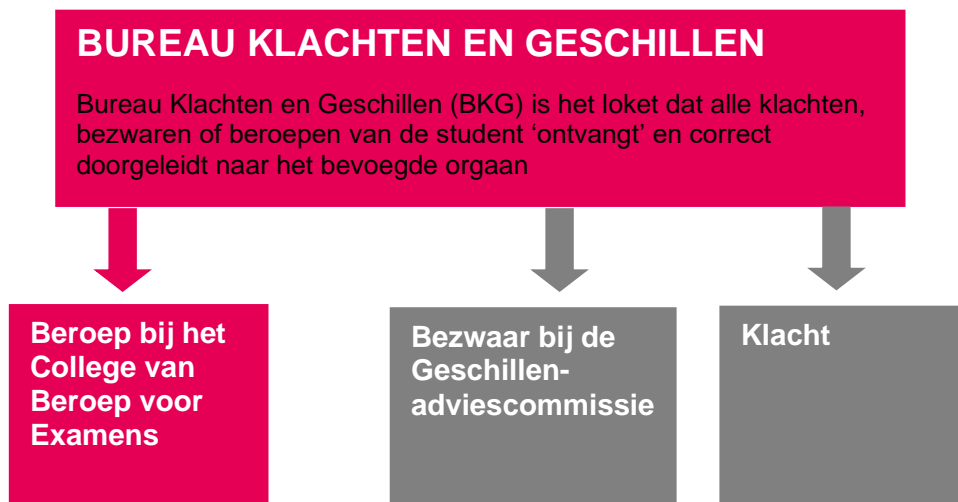 BUREAU KLACHTEN EN GESCHILLEN
Bureau Klachten en Geschillen (BKG) is het loket dat alle klachten,
bezwaren of beroepen van de student ‘ontvangt’ en correct
doorgeleidt naar het bevoegde orgaan
Beroep bij het
College van
Beroep voor
Examens
Bezwaar bij de
Geschillen-
adviescommissie
Klacht